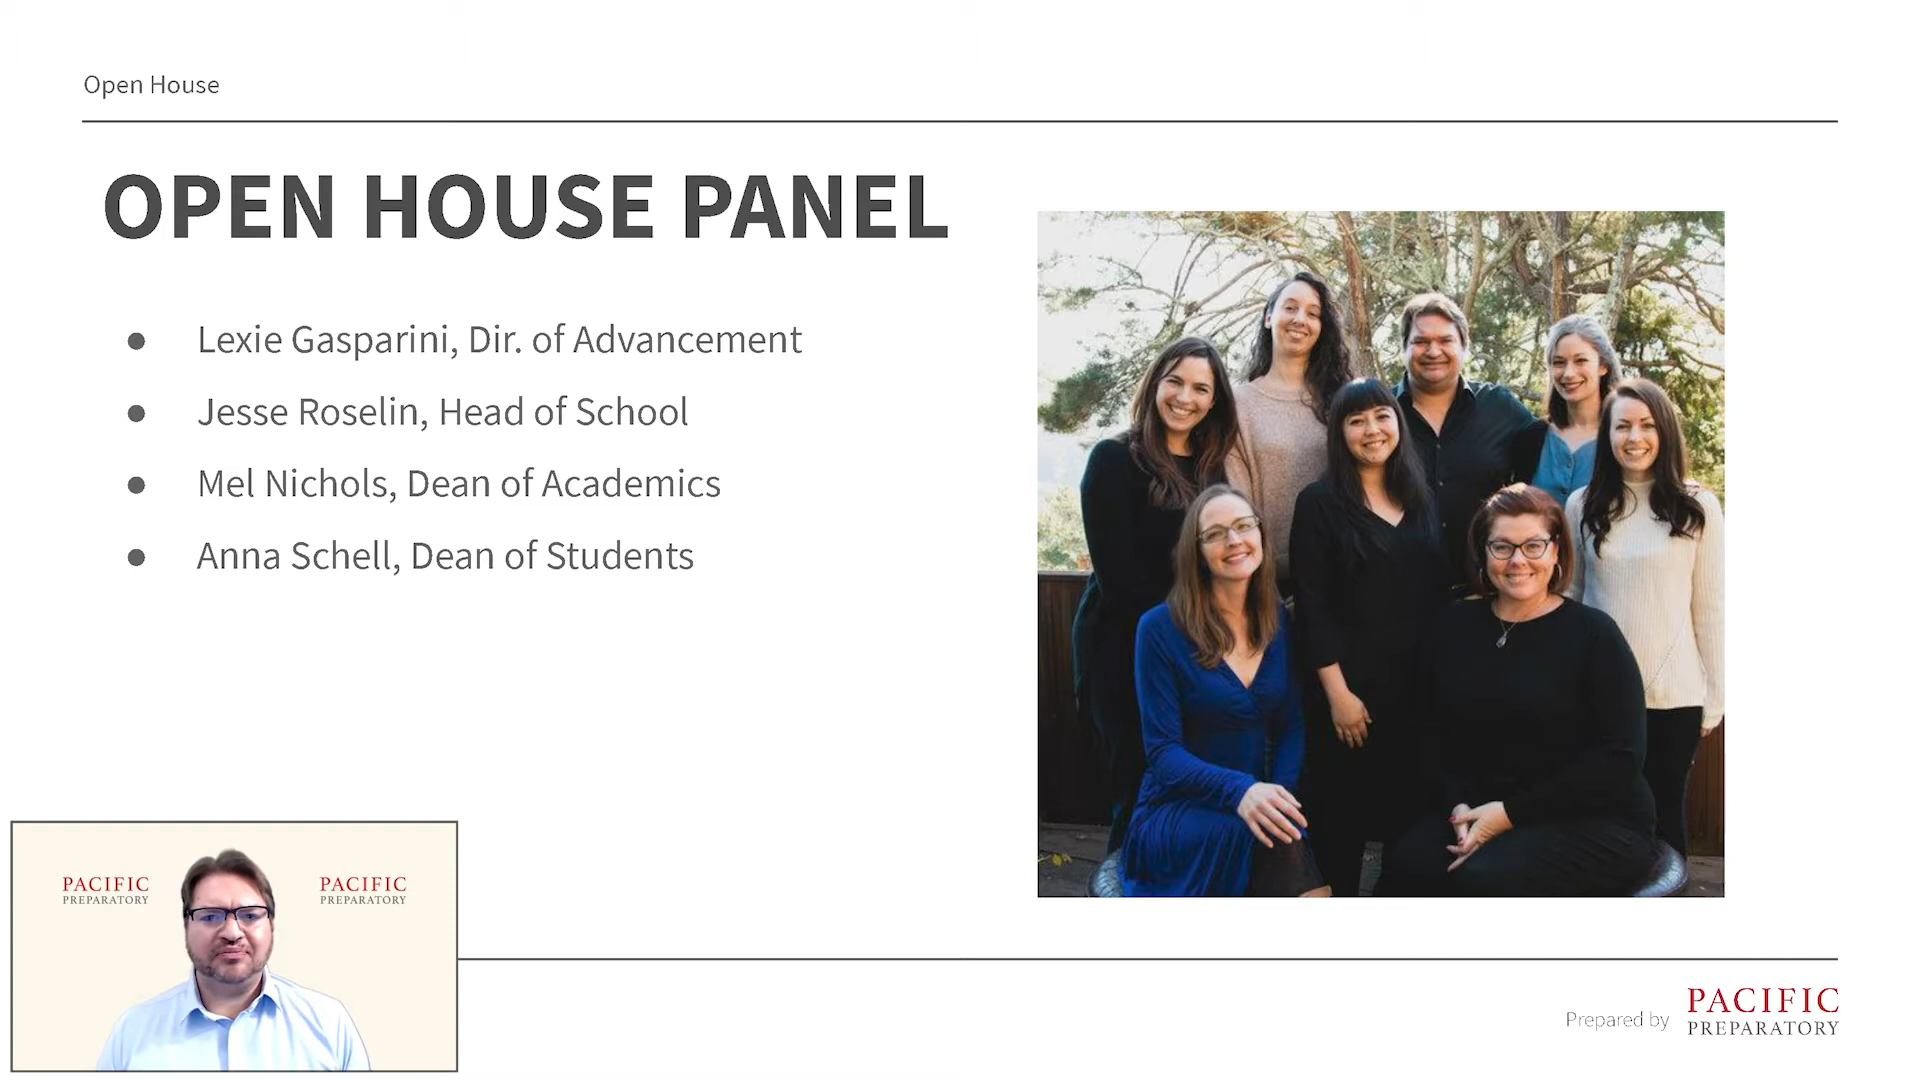 Open House
OPEN HOUSE PANEL
● Lexie Gasparini, Dir. of Advancement
● Jesse Roselin, Head of School
● Mel Nichols, Dean of Academics
● Anna Schell, Dean of Students
PACIFIC
PREPARATORY
PACIFIC
PREPARATORY
Prepared by
PACIFIC
PREPARATORY